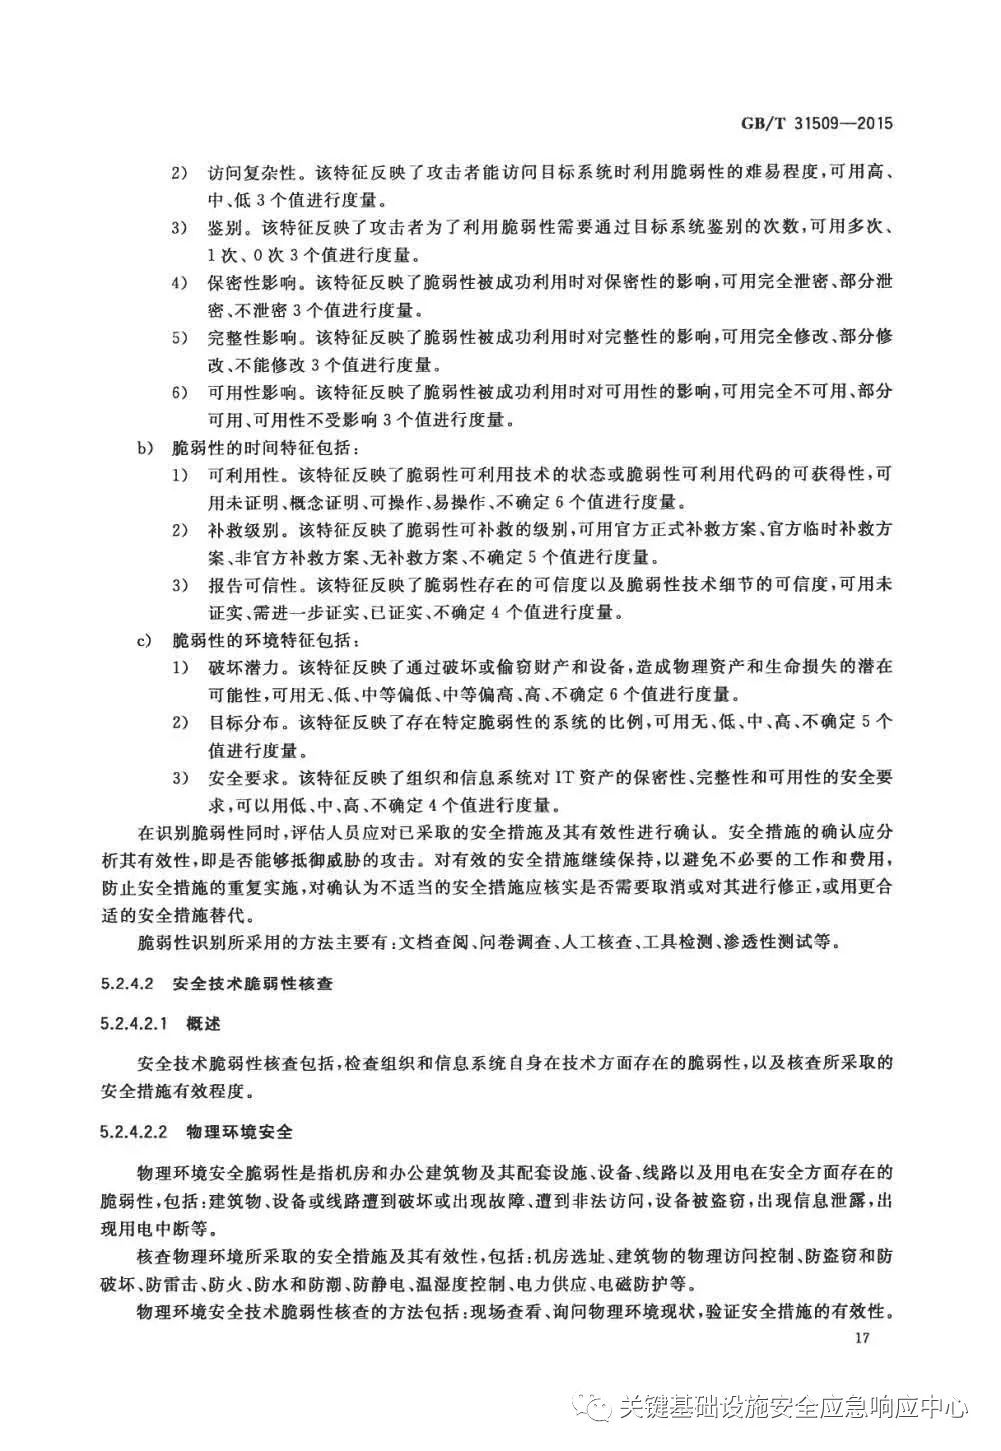 GB/T 31509—2015
2) 访问复杂性。该特征反映了攻击者能访问目标系统时利用脆弱性的难易程度,可用高、
中、低 3 个值进行度量。
3) 鉴别。该特征反映了攻击者为了利用脆弱性需要通过目标系统鉴别的次数,可用多次、
1 次、0 次 3 个值进行度量。
4) 保密性影响。该特征反映了脆弱性被成功利用时对保密性的影响,可用完全泄密、部分泄
密、不泄密 3 个值进行度量。
5) 完整性影响。该特征反映了脆弱性被成功利用时对完整性的影响,可用完全修改、部分修
改、不能修改 3 个值进行度量。
6) 可用性影响。该特征反映了脆弱性被成功利用时对可用性的影响,可用完全不可用、部分
可用、可用性不受影响 3 个值进行度量。
b) 脆弱性的时间特征包括:
1) 可利用性。该特征反映了脆弱性可利用技术的状态或脆弱性可利用代码的可获得性,可
用未证明、概念证明、可操作、易操作、不确定 6 个值进行度量。
2) 补救级别。该特征反映了脆弱性可补救的级别,可用官方正式补救方案、官方临时补救方
案、非官方补救方案、无补救方案、不确定 5 个值进行度量。
3) 报告可信性。该特征反映了脆弱性存在的可信度以及脆弱性技术细节的可信度,可用未
证实、需进一步证实、已证实、不确定 4 个值进行度量。
c) 脆弱性的环境特征包括:
1) 破坏潜力。该特征反映了通过破坏或偷窃财产和设备,造成物理资产和生命损失的潜在
可能性,可用无、低、中等偏低、中等偏高、高、不确定 6 个值进行度量。
2) 目标分布。该特征反映了存在特定脆弱性的系统的比例,可用无、低、中、高、不确定 5 个
值进行度量。
3) 安全要求。该特征反映了组织和信息系统对 IT 资产的保密性、完整性和可用性的安全要
求,可以用低、中、高、不确定 4 个值进行度量。
在识别脆弱性同时,评估人员应对已采取的安全措施及其有效性进行确认。安全措施的确认应分
析其有效性,即是否能够抵御威胁的攻击。对有效的安全措施继续保持,以避免不必要的工作和费用,
防止安全措施的重复实施,对确认为不适当的安全措施应核实是否需要取消或对其进行修正,或用更合
适的安全措施替代。
脆弱性识别所采用的方法主要有:文档查阅、问卷调查、人工核查、工具检测、渗透性测试等。
5.2.4.2 安全技术脆弱性核查
5.2.4.2.1 概述
安全技术脆弱性核查包括,检查组织和信息系统自身在技术方面存在的脆弱性,以及核查所采取的
安全措施有效程度。
5.2.4.2.2 物理环境安全
物理环境安全脆弱性是指机房和办公建筑物及其配套设施、设备、线路以及用电在安全方面存在的
脆弱性,包括:建筑物、设备或线路遭到破坏或出现故障、遭到非法访问,设备被盗窃,出现信息泄露,出
现用电中断等。
核查物理环境所采取的安全措施及其有效性,包括:机房选址、建筑物的物理访问控制、防盗窃和防
破坏、防雷击、防火、防水和防潮、防静电、温湿度控制、电力供应、电磁防护等。
物理环境安全技术脆弱性核查的方法包括:现场查看、询问物理环境现状,验证安全措施的有效性。
17
关键基础设施安全应急响应中心